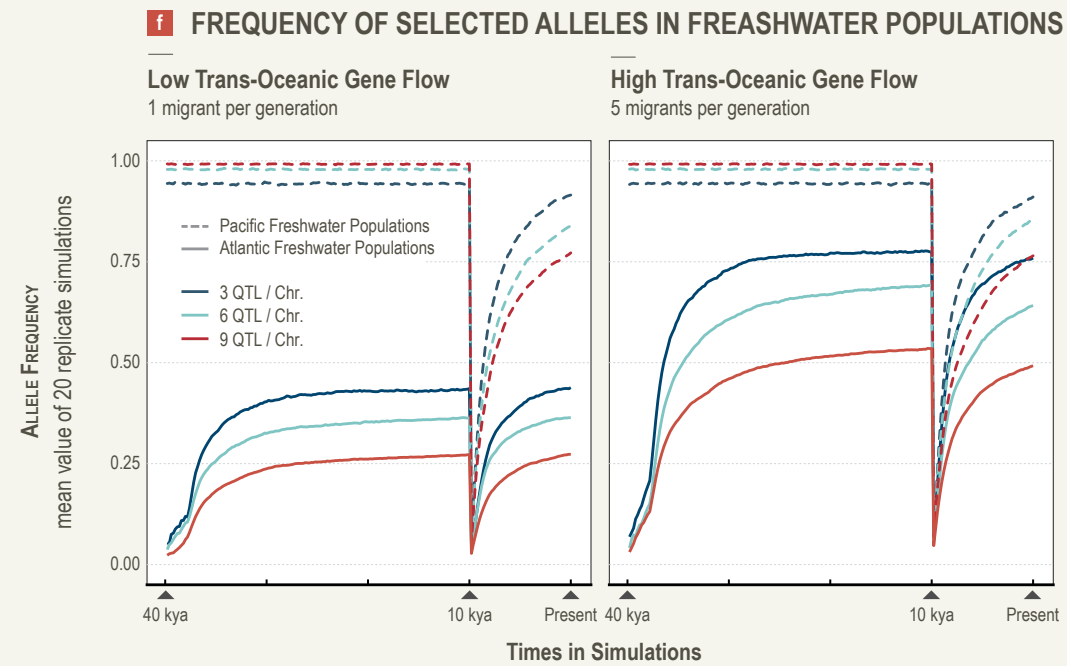 f FREQUENCY OF SELECTED ALLELES IN FREASHWATER POPULATIONS
Low Trans-Oceanic Gene Flow
1 migrant per generation
High Trans-Oceanic Gene Flow
5 migrants per generation
ALLELE FREQUENCY
mean value of 20 replicate simulations
1.00
0.75
0.50
0.25
0.00
Pacific Freshwater Populations
Atlantic Freshwater Populations
3 QTL / Chr.
6 QTL / Chr.
9 QTL / Chr.
40 kya
10 kya
Present
40 kya
10 kya
Present
Times in Simulations